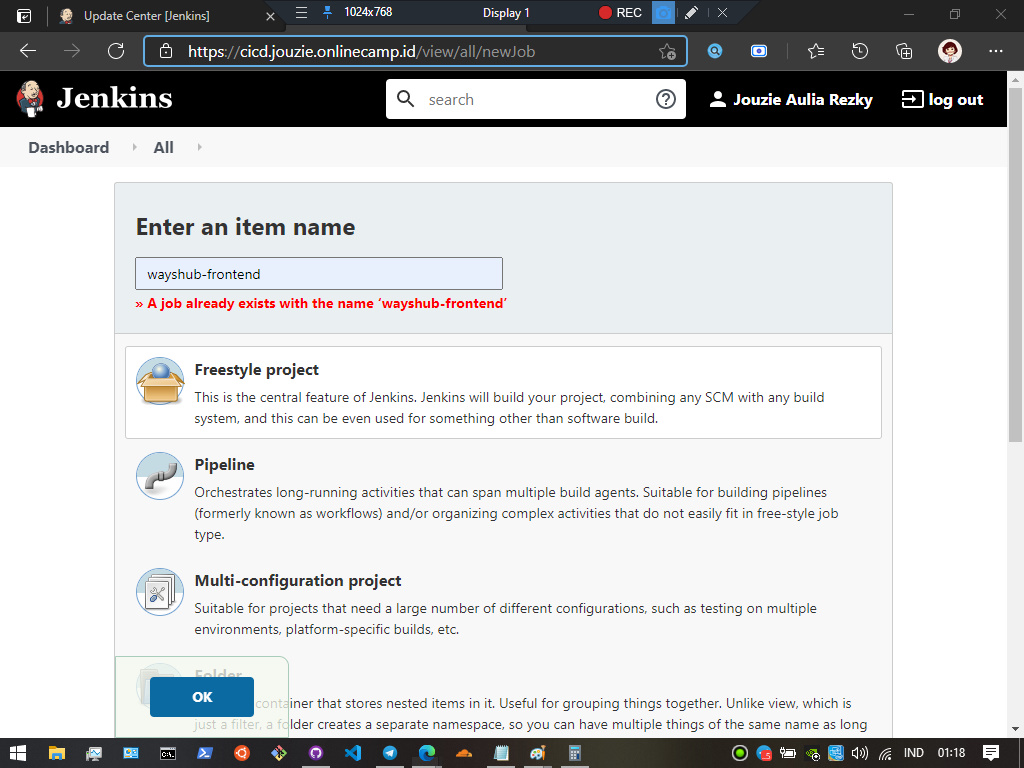 Update Center [Jenkins]
1024x768
Display 1
REC
https://cicd.jouzie.onlinecamp.id/view/all/newJob
Jenkins
search
Jouzie Aulia Rezky
log out
Dashboard
All
Enter an item name
wayshub-frontend
» A job already exists with the name ‘wayshub-frontend’
Freestyle project
This is the central feature of Jenkins. Jenkins will build your project, combining any SCM with any build
system, and this can be even used for something other than software build.
Pipeline
Orchestrates long-running activities that can span multiple build agents. Suitable for building pipelines
(formerly known as workflows) and/or organizing complex activities that do not easily fit in free-style job
type.
Multi-configuration project
Suitable for projects that need a large number of different configurations, such as testing on multiple
environments, platform-specific builds, etc.
Folder
OK
container that stores nested items in it. Useful for grouping things together. Unlike view, which is
just a filter, a folder creates a separate namespace, so you can have multiple things of the same name as long
IND
01:18